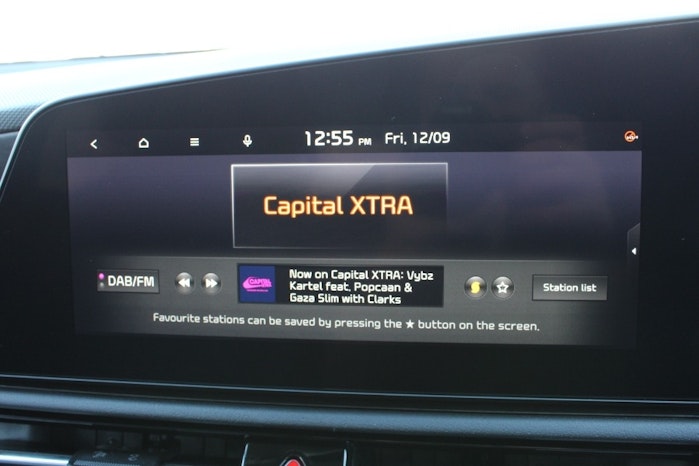 12:55 PM Fri, 12/09
Capital XTRA
DAB/FM
CAPITAL
Now on Capital XTRA: Vybz
Kartel feat. Popcaan &
Gaza Slim with Clarks
Station list
Favourite stations can be saved by pressing the ★ button on the screen.